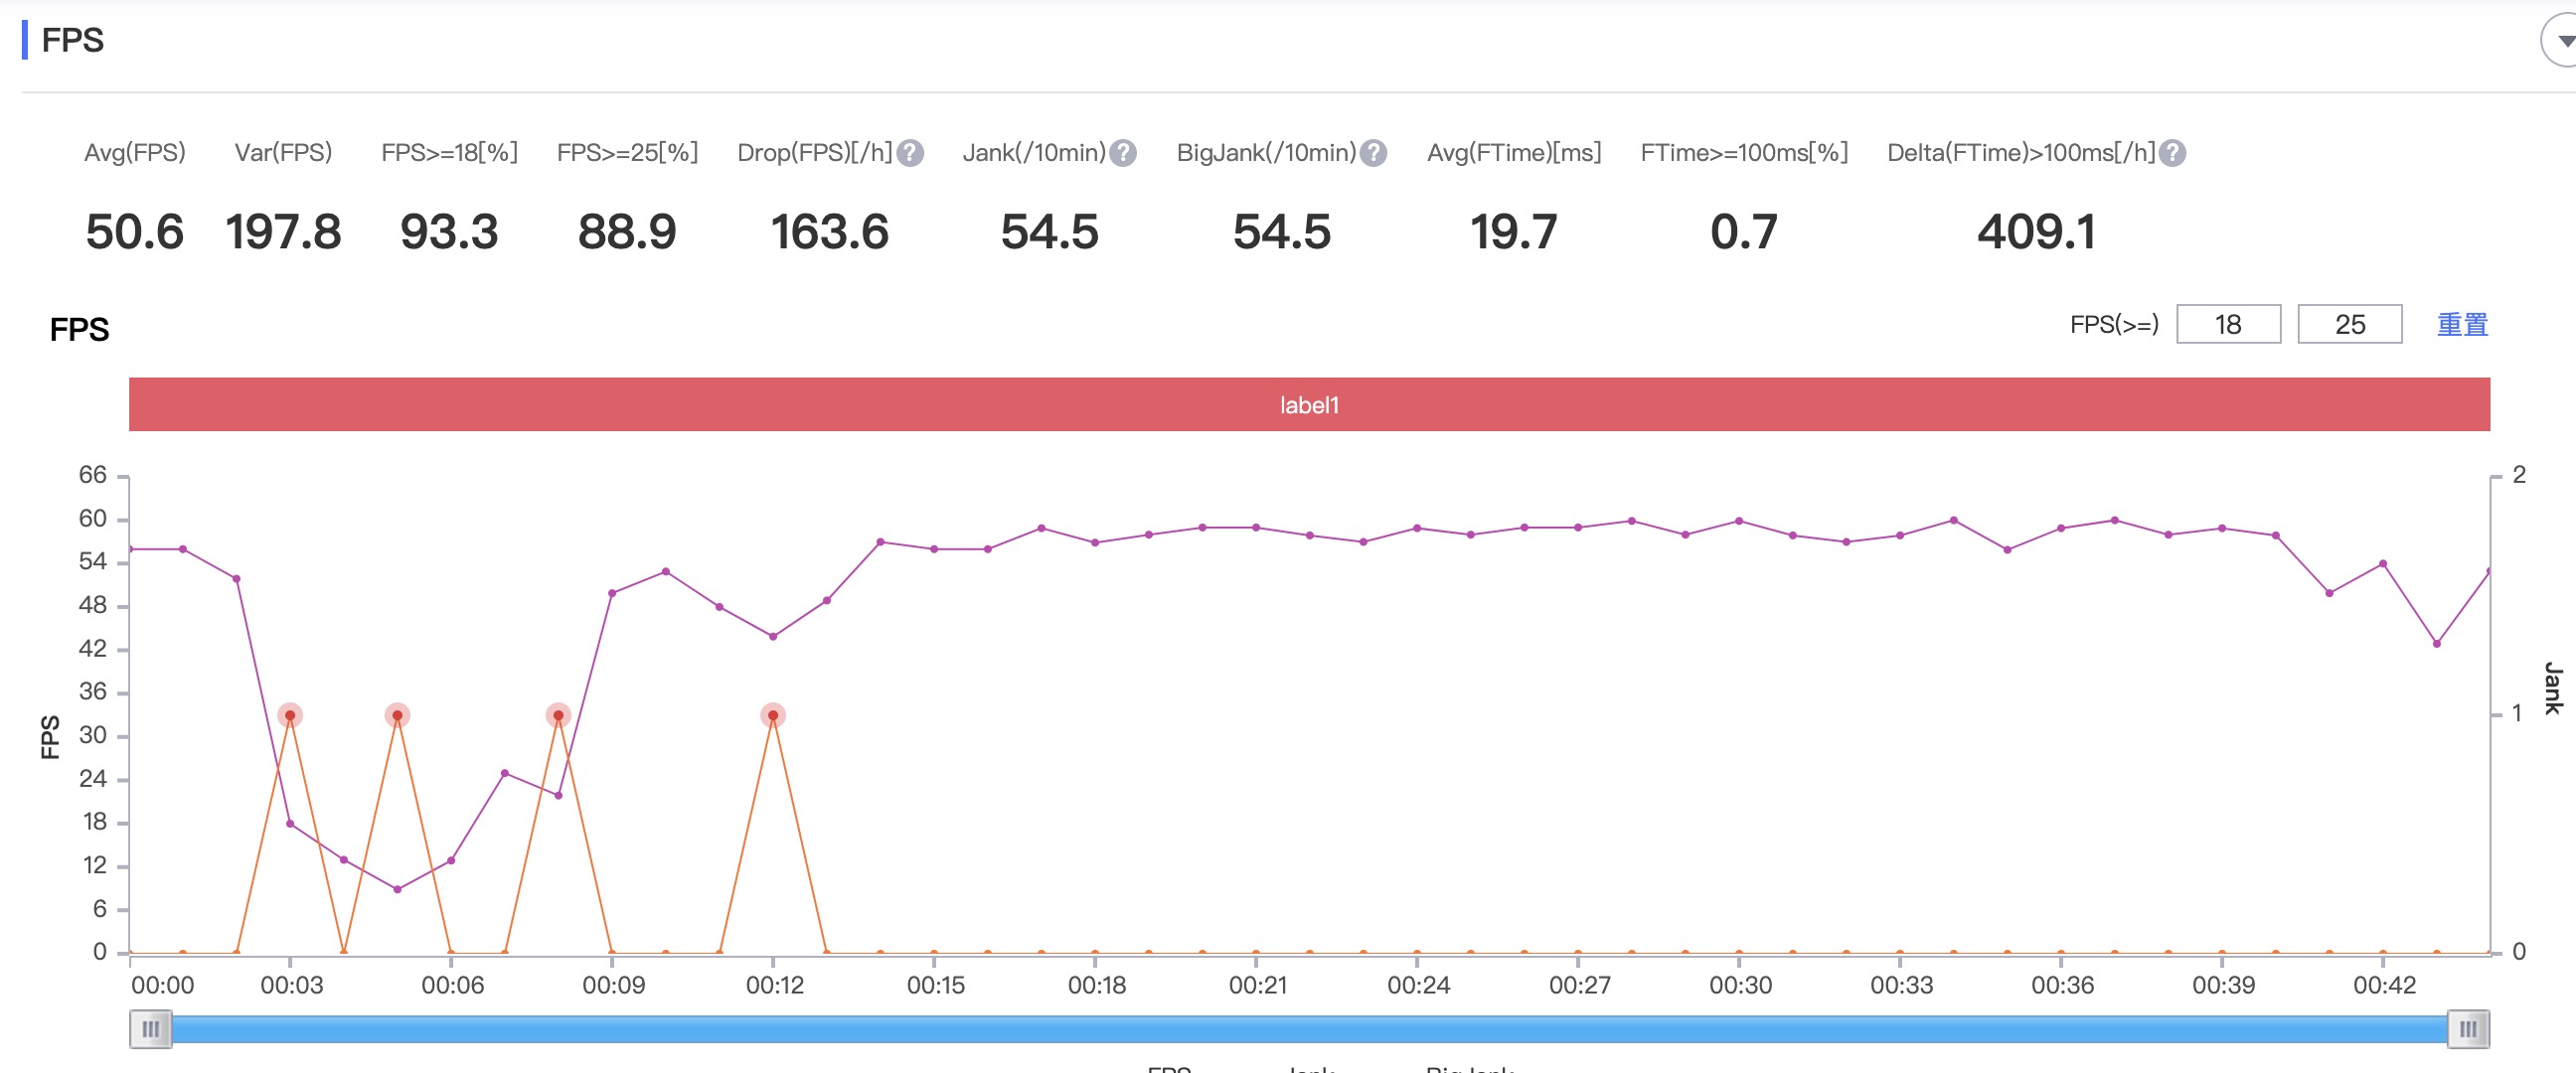 FPS
Avg(FPS) Var(FPS) FPS>=18[%] FPS>=25[%] Drop(FPS)[/h] ? Jank(/10min) ? BigJank(/10min) ? Avg(FTime)[ms] FTime>=100ms[%] Delta(FTime)>100ms[/h] ?
50.6 197.8 93.3 88.9 163.6 54.5 54.5 19.7 0.7 409.1
FPS
FPS(>=) 18 25 重置
label1
66
60
54
48
42
36
30
24
18
12
6
0
FPS
2
1
0
Jank
00:00 00:03 00:06 00:09 00:12 00:15 00:18 00:21 00:24 00:27 00:30 00:33 00:36 00:39 00:42
FPS Jank BigJank